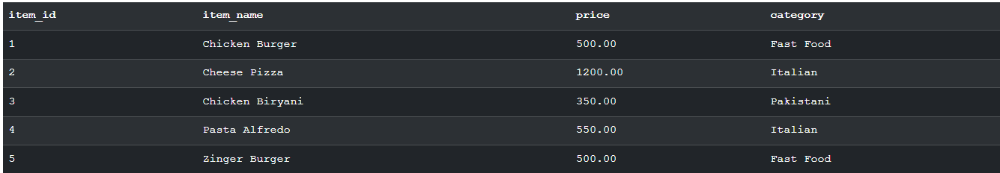 item_id item_name price category
1 Chicken Burger 500.00 Fast Food
2 Cheese Pizza 1200.00 Italian
3 Chicken Biryani 350.00 Pakistani
4 Pasta Alfredo 550.00 Italian
5 Zinger Burger 500.00 Fast Food